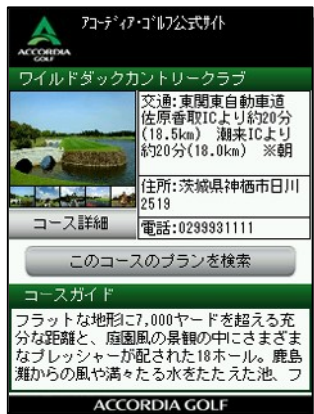 アコーディア・ゴルフ公式サイト
ACCORDIA
GOLF
ワイルドダックカントリークラブ
交通:東関東自動車道
佐原香取ICより約20分
(18.5km) 潮来ICより
約20分(18.0km) ※朝
住所:茨城県神栖市日川
2519
コース詳細
電話:0299931111
このコースのプランを検索
コースガイド
フラットな地形に7,000ヤードを超える充
分な距離と、庭園風の景観の中にさまざま
なプレッシャーが配された18ホール。鹿島
灘からの風や満々たる水をたたえた池、フ
ACCORDIA GOLF